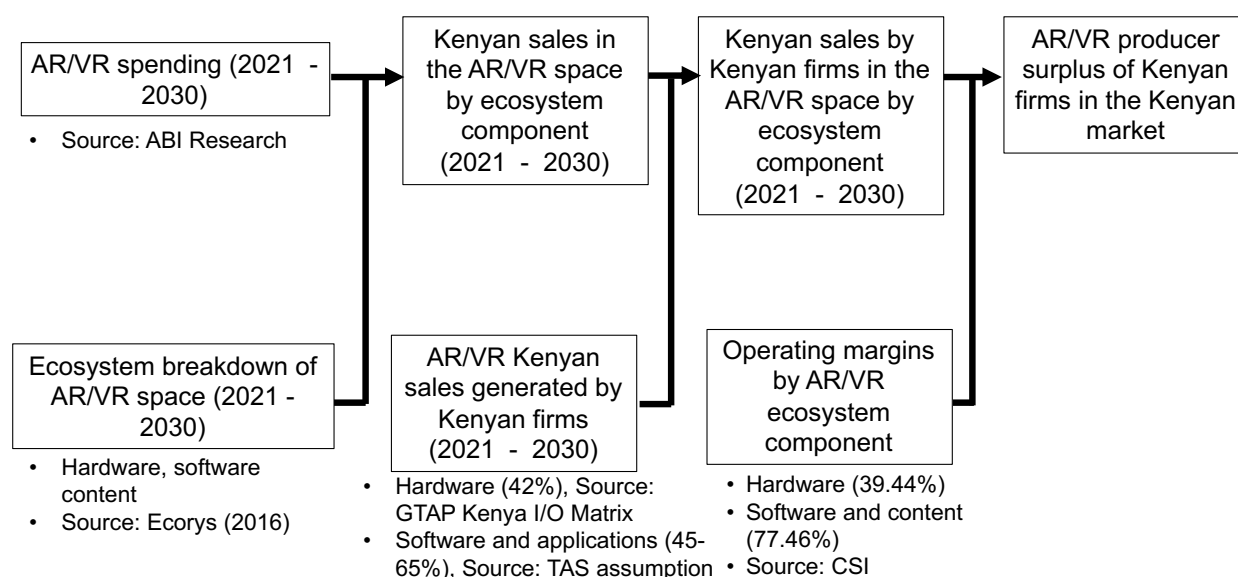 AR/VR spending (2021 -
2030)
• Source: ABI Research
Kenyan sales in
the AR/VR space
by ecosystem
component
(2021 - 2030)
Kenyan sales by
Kenyan firms in the
AR/VR space by
ecosystem
component
(2021 - 2030)
AR/VR producer
surplus of Kenyan
firms in the Kenyan
market
Ecosystem breakdown of
AR/VR space (2021 -
2030)
• Hardware, software
content
• Source: Ecorys (2016)
AR/VR Kenyan
sales generated by
Kenyan firms
(2021 - 2030)
• Hardware (42%), Source:
GTAP Kenya I/O Matrix
• Software and applications (45-
65%), Source: TAS assumption
Operating margins
by AR/VR
ecosystem
component
• Hardware (39.44%)
• Software and content
(77.46%)
• Source: CSI